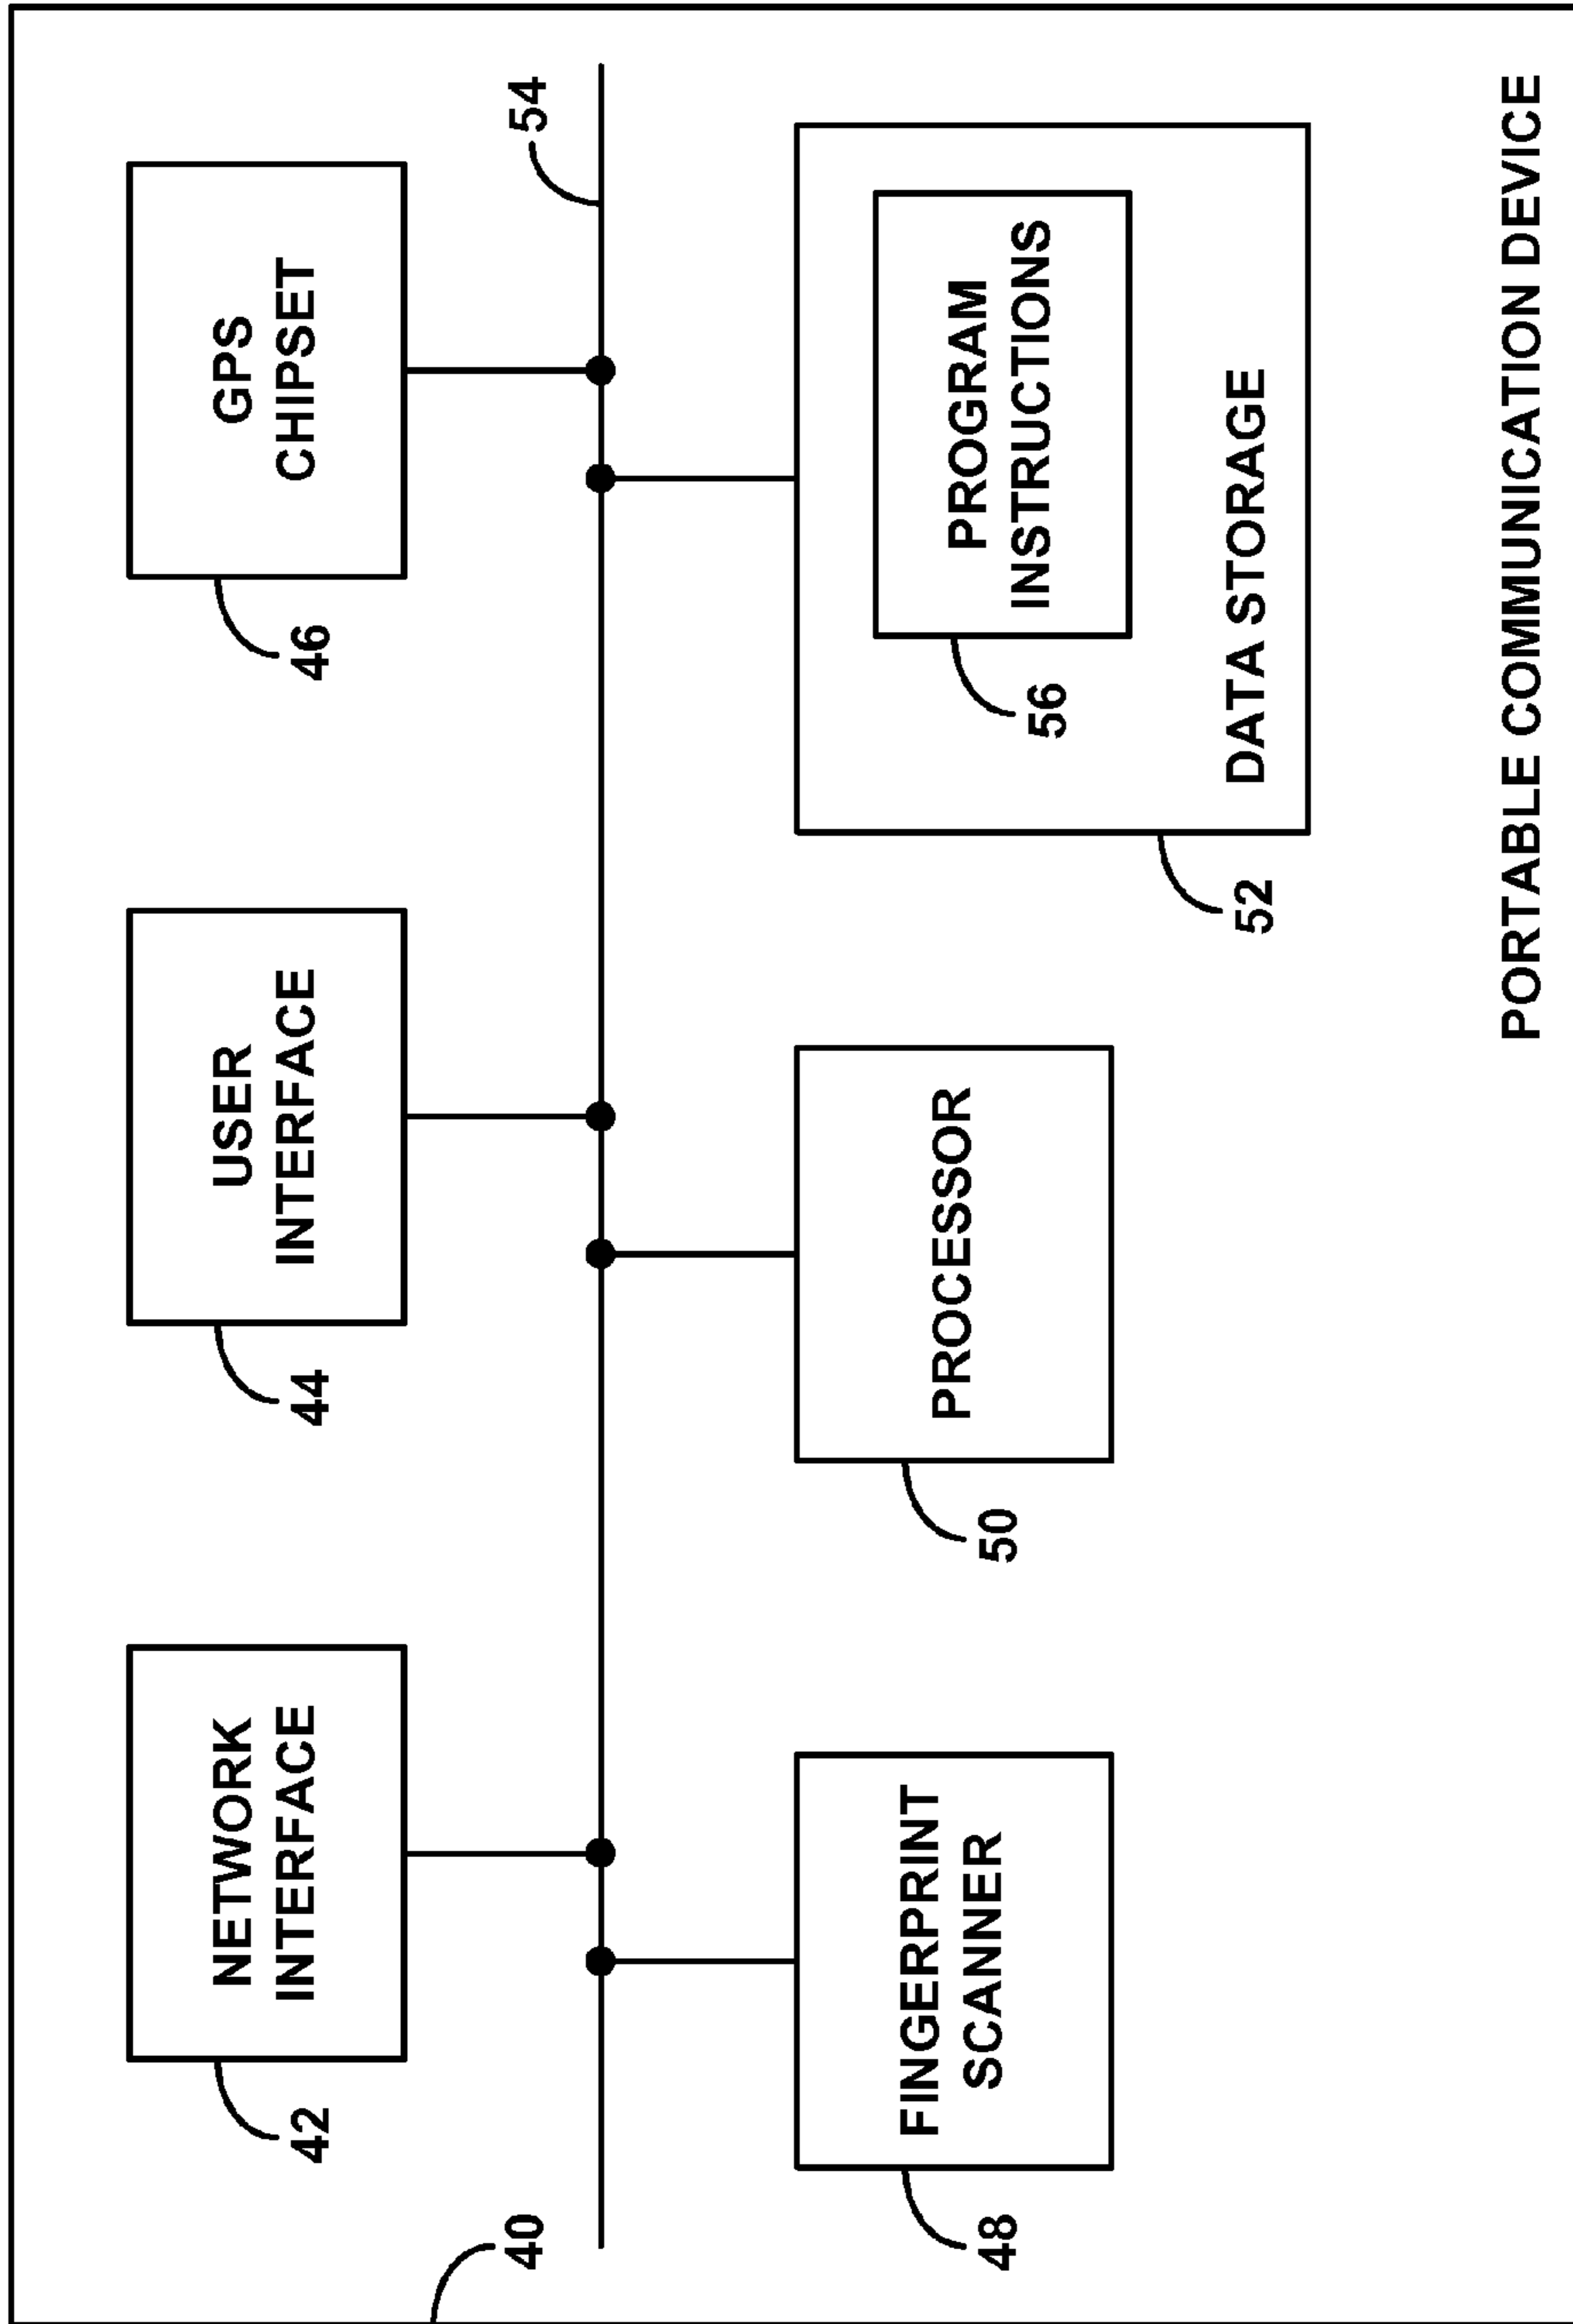 40
42
NETWORK
INTERFACE
44
USER
INTERFACE
46
GPS
CHIPSET
54
48
FINGERPRINT
SCANNER
50
PROCESSOR
52
56
PROGRAM
INSTRUCTIONS
DATA STORAGE
PORTABLE COMMUNICATION DEVICE